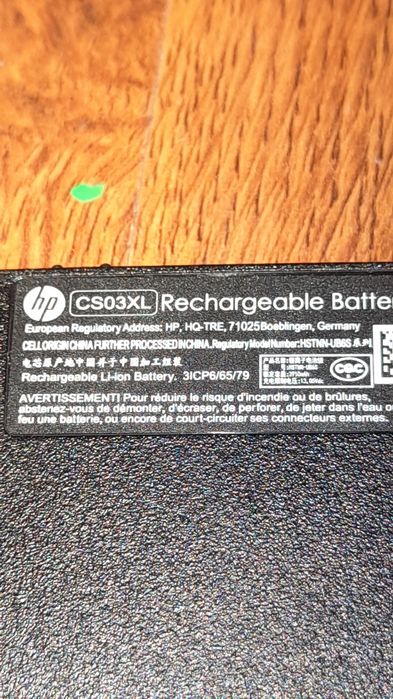 hp CS03XL Rechargeable Batte
European Regulatory Address: HP, HQ-TRE, 71025 Boeblingen, Germany
CELL ORIGIN CHINA FURTHER PROCESSED IN CHINA. Regulatory Model Number: HSTNN-UB6S
电芯原产地中国并于中国加工组装
Rechargeable Li-ion Battery. 3ICP6/65/79
CQC
AVERTISSEMENT! Pour réduire le risque d'incendie ou de brûlures,
abstenez-vous de démonter, d'écraser, de perforer, de jeter dans l'eau ou
feu une batterie, ou encore de court-circuiter ses connecteurs externes.